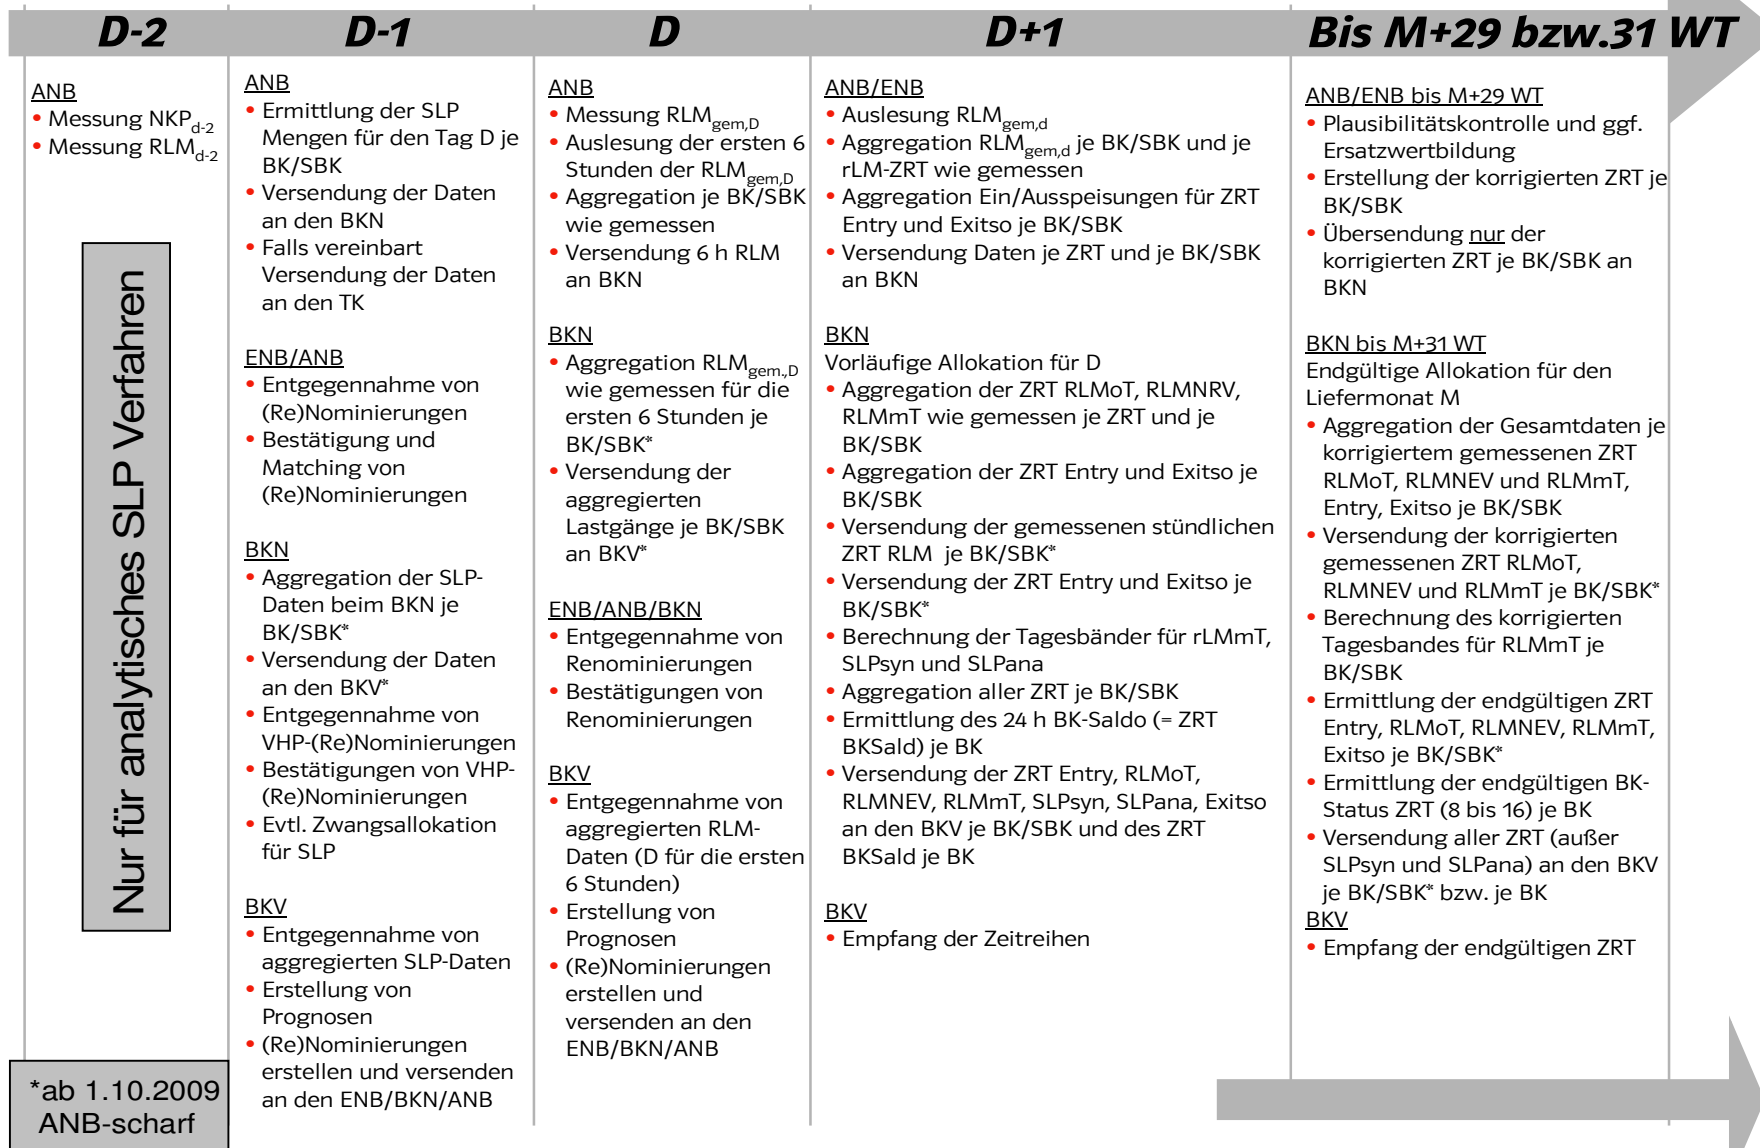 D-2
D-1
D
D+1
Bis M+29 bzw.31 WT
ANB
• Messung NKPd-2
• Messung RLMd-2
Nur für analytisches SLP Verfahren
*ab 1.10.2009
ANB-scharf
ANB
• Ermittlung der SLP
Mengen für den Tag D je
BK/SBK
• Versendung der Daten
an den BKN
• Falls vereinbart
Versendung der Daten
an den TK
ENB/ANB
• Entgegennahme von
(Re)Nominierungen
• Bestätigung und
Matching von
(Re)Nominierungen
BKN
• Aggregation der SLP-
Daten beim BKN je
BK/SBK*
• Versendung der Daten
an den BKV*
• Entgegennahme von
VHP-(Re)Nominierungen
• Bestätigungen von VHP-
(Re)Nominierungen
• Evtl. Zwangsallokation
für SLP
BKV
• Entgegennahme von
aggregierten SLP-Daten
• Erstellung von
Prognosen
• (Re)Nominierungen
erstellen und versenden
an den ENB/BKN/ANB
ANB
• Messung RLMgem,D
• Auslesung der ersten 6
Stunden der RLMgem,D
• Aggregation je BK/SBK
wie gemessen
• Versendung 6 h RLM
an BKN
BKN
• Aggregation RLMgem.,D
wie gemessen für die
ersten 6 Stunden je
BK/SBK*
• Versendung der
aggregierten
Lastgänge je BK/SBK
an BKV*
ENB/ANB/BKN
• Entgegennahme von
Renominierungen
• Bestätigungen von
Renominierungen
BKV
• Entgegennahme von
aggregierten RLM-
Daten (D für die ersten
6 Stunden)
• Erstellung von
Prognosen
• (Re)Nominierungen
erstellen und
versenden an den
ENB/BKN/ANB
ANB/ENB
• Auslesung RLMgem,d
• Aggregation RLMgem,d je BK/SBK und je
rLM-ZRT wie gemessen
• Aggregation Ein/Ausspeisungen für ZRT
Entry und Exitso je BK/SBK
• Versendung Daten je ZRT und je BK/SBK
an BKN
BKN
Vorläufige Allokation für D
• Aggregation der ZRT RLMoT, RLMNRV,
RLMmT wie gemessen je ZRT und je
BK/SBK
• Aggregation der ZRT Entry und Exitso je
BK/SBK
• Versendung der gemessenen stündlichen
ZRT RLM je BK/SBK*
• Versendung der ZRT Entry und Exitso je
BK/SBK*
• Berechnung der Tagesbänder für rLMmT,
SLPsyn und SLPana
• Aggregation aller ZRT je BK/SBK
• Ermittlung des 24 h BK-Saldo (= ZRT
BKSald) je BK
• Versendung der ZRT Entry, RLMoT,
RLMNEV, RLMmT, SLPsyn, SLPana, Exitso
an den BKV je BK/SBK und des ZRT
BKSald je BK
BKV
• Empfang der Zeitreihen
ANB/ENB bis M+29 WT
• Plausibilitätskontrolle und ggf.
Ersatzwertbildung
• Erstellung der korrigierten ZRT je
BK/SBK
• Übersendung nur der
korrigierten ZRT je BK/SBK an
BKN
BKN bis M+31 WT
Endgültige Allokation für den
Liefermonat M
• Aggregation der Gesamtdaten je
korrigiertem gemessenen ZRT
RLMoT, RLMNEV und RLMmT,
Entry, Exitso je BK/SBK
• Versendung der korrigierten
gemessenen ZRT RLMoT,
RLMNEV und RLMmT je BK/SBK*
• Berechnung des korrigierten
Tagesbandes für RLMmT je
BK/SBK
• Ermittlung der endgültigen ZRT
Entry, RLMoT, RLMNEV, RLMmT,
Exitso je BK/SBK*
• Ermittlung der endgültigen BK-
Status ZRT (8 bis 16) je BK
• Versendung aller ZRT (außer
SLPsyn und SLPana) an den BKV
je BK/SBK* bzw. je BK
BKV
• Empfang der endgültigen ZRT